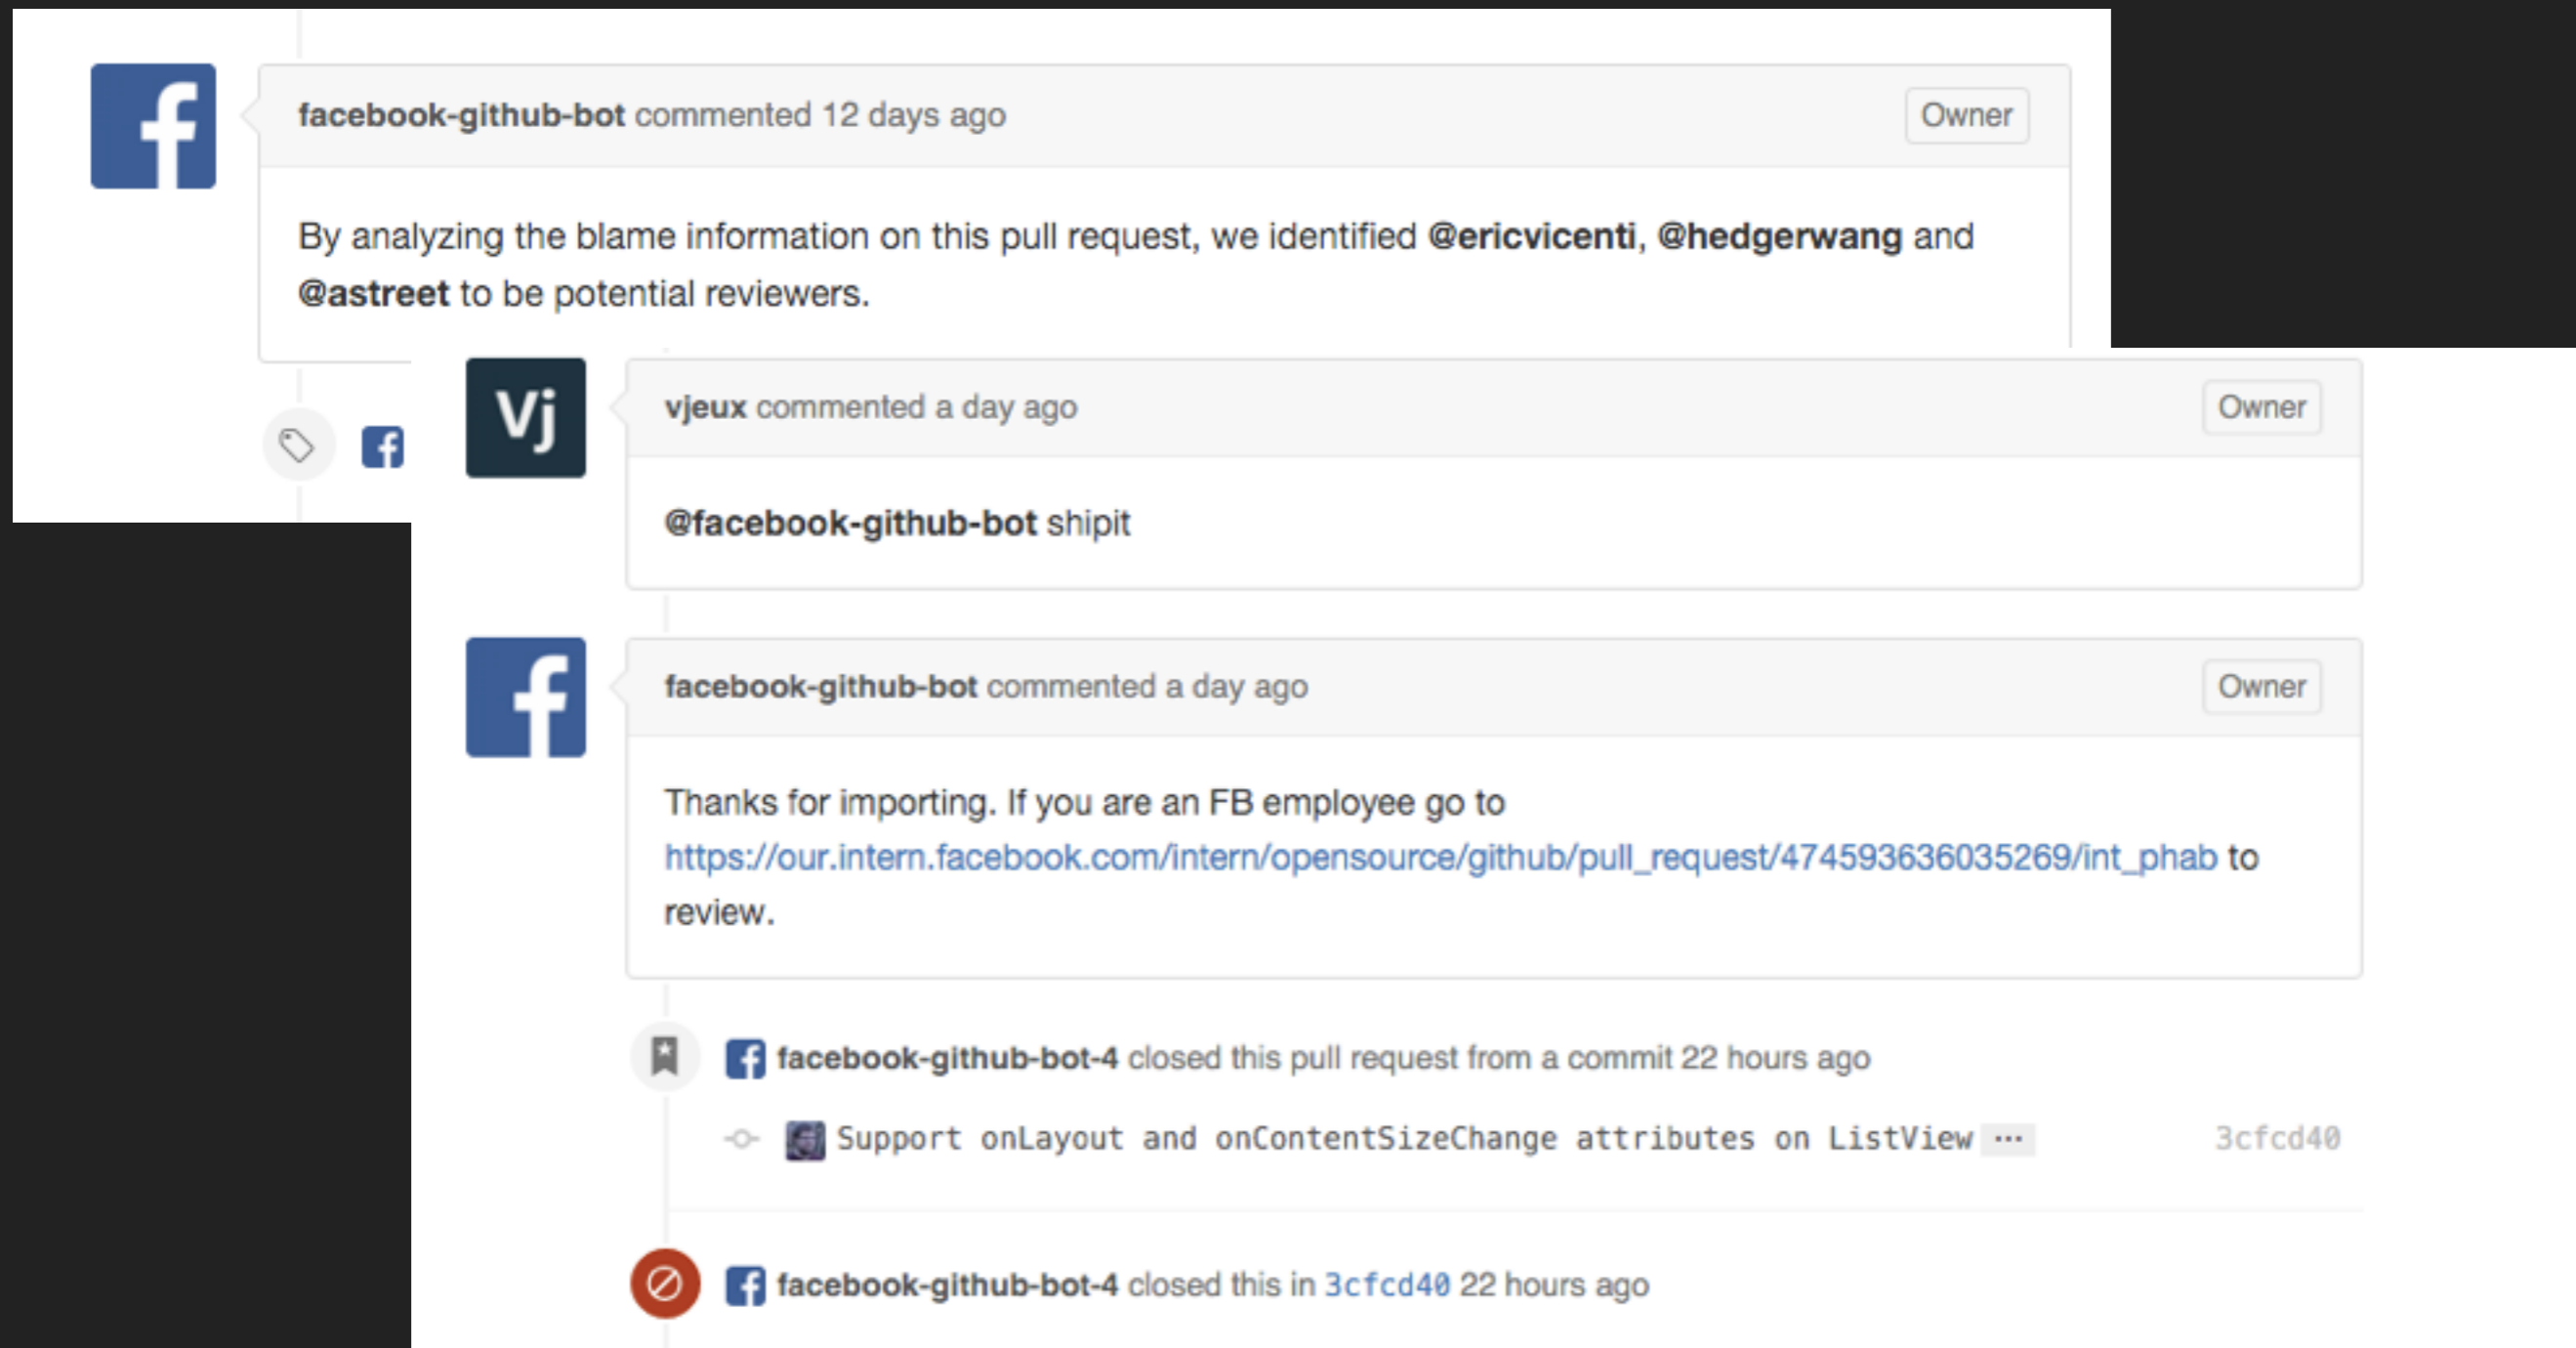 facebook-github-bot commented 12 days ago
Owner
By analyzing the blame information on this pull request, we identified @ericvicenti, @hedgerwang and
@astreet to be potential reviewers.
Vj
vjeux commented a day ago
Owner
@facebook-github-bot shipit
facebook-github-bot commented a day ago
Owner
Thanks for importing. If you are an FB employee go to
https://our.intern.facebook.com/intern/opensource/github/pull_request/474593636035269/int_phab to
review.
facebook-github-bot-4 closed this pull request from a commit 22 hours ago
Support onLayout and onContentSizeChange attributes on ListView ...
3cfcd40
facebook-github-bot-4 closed this in 3cfcd40 22 hours ago